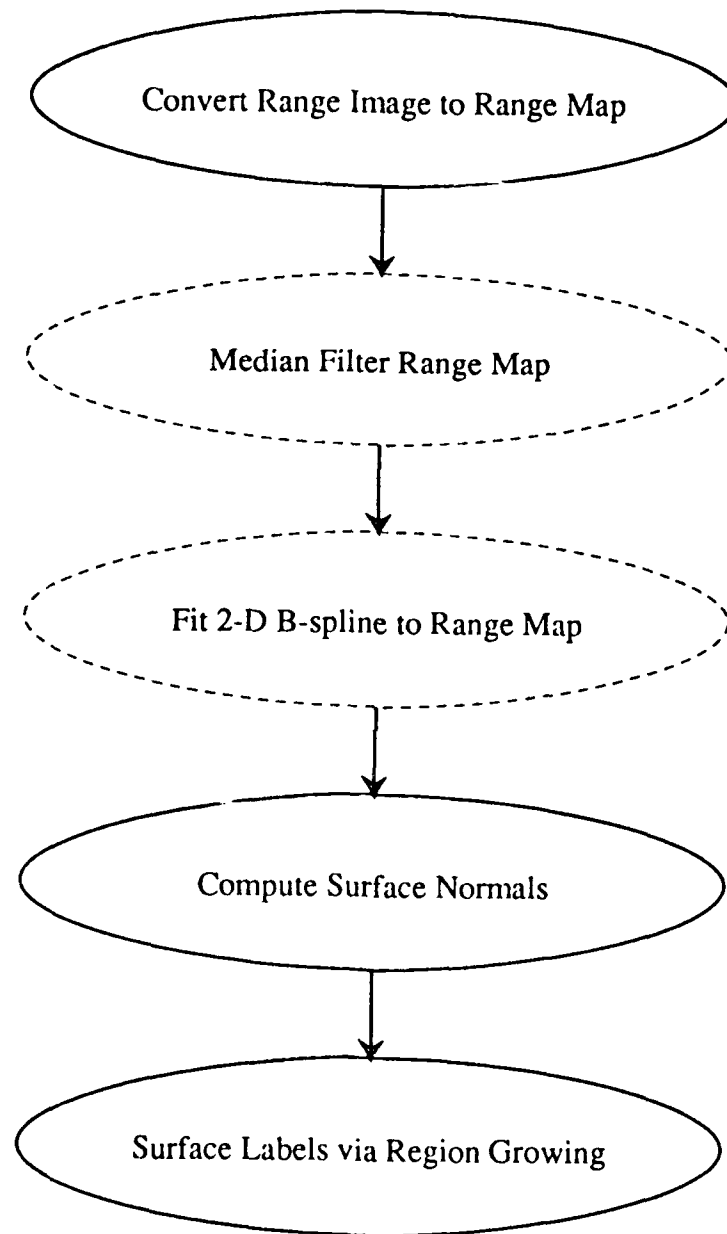 Convert Range Image to Range Map
Median Filter Range Map
Fit 2-D B-spline to Range Map
Compute Surface Normals
Surface Labels via Region Growing